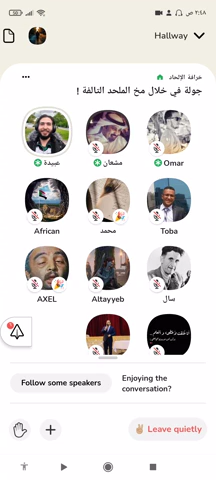 ٢:٤٨ ص
Hallway
خرافة الإلحاد
جولة في خلال مخ الملحد التالفة !
عبيدة
مشعان
Omar
African
محمد
Toba
AXEL
Altayyeb
سال
Follow some speakers
Enjoying the conversation?
Leave quietly